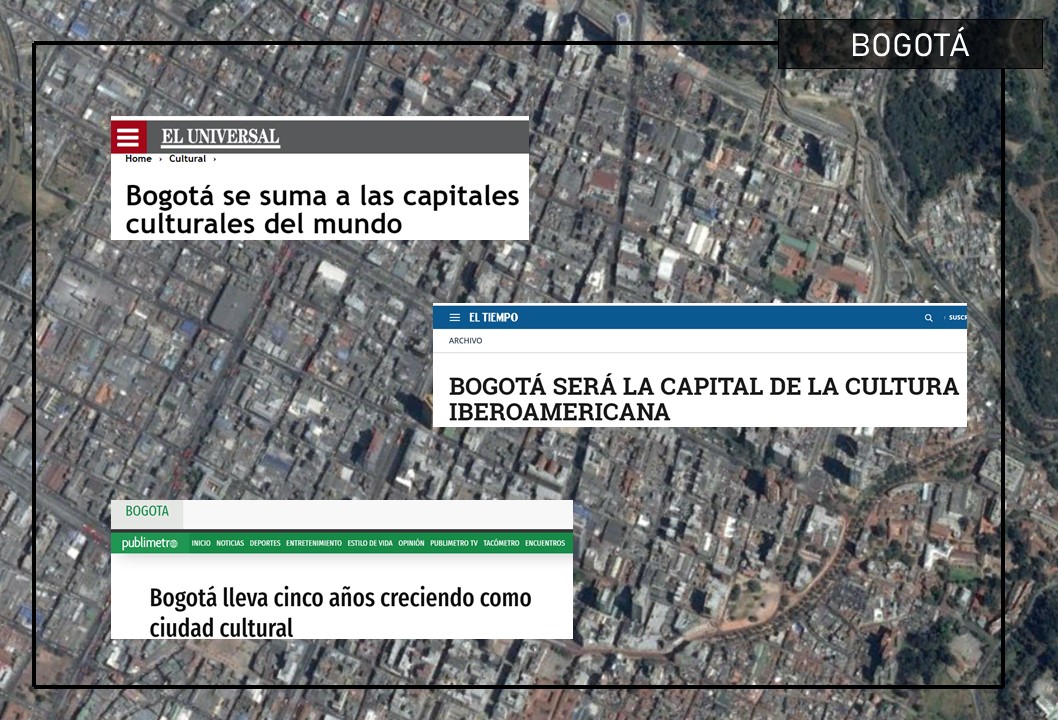 BOGOTÁ
EL UNIVERSAL
Home › Cultural ›
Bogotá se suma a las capitales
culturales del mundo
EL TIEMPO
ARCHIVO
BOGOTÁ SERÁ LA CAPITAL DE LA CULTURA
IBEROAMERICANA
BOGOTA
publimetro INICIO NOTICIAS DEPORTES ENTRETENIMIENTO ESTILO DE VIDA OPINIÓN PUBLIMETRO TV TACÓMETRO ENCUENTROS
Bogotá lleva cinco años creciendo como
ciudad cultural